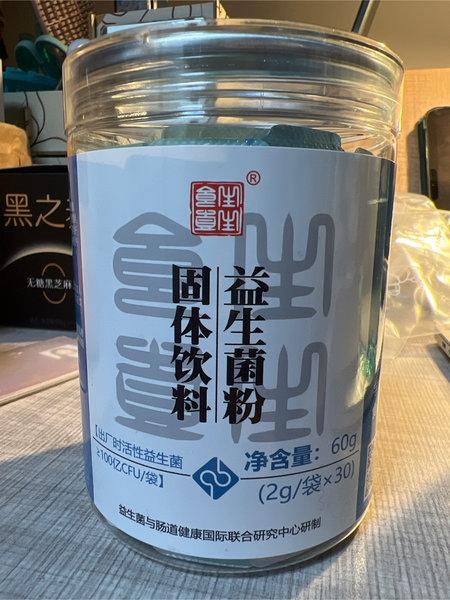 黑之
无糖黑芝麻
®
益生菌粉
固体饮料
【出厂时活性益生菌
≥100亿CFU/袋】
净含量：60g
(2g/袋×30)
益生菌与肠道健康国际联合研究中心研制